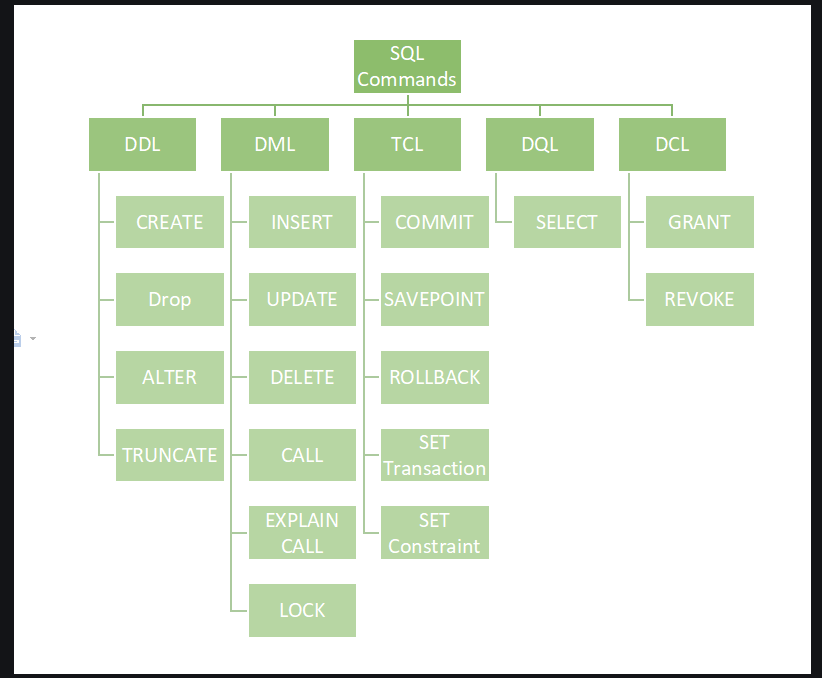 SQL
Commands
DDL
DML
TCL
DQL
DCL
CREATE
INSERT
COMMIT
SELECT
GRANT
Drop
UPDATE
SAVEPOINT
REVOKE
ALTER
DELETE
ROLLBACK
TRUNCATE
CALL
SET
Transaction
EXPLAIN
CALL
SET
Constraint
LOCK